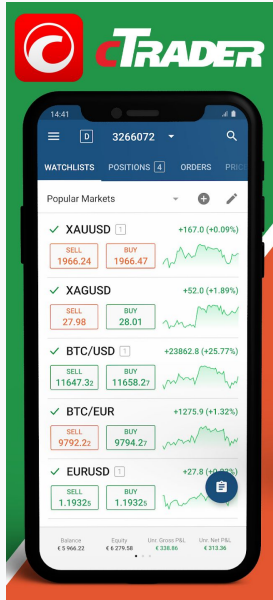 cTRADER
14:41
D 3266072
WATCHLISTS POSITIONS 4 ORDERS PRIC
Popular Markets
XAUUSD 1 +167.0 (+0.09%)
SELL BUY
1966.24 1966.47
XAGUSD +52.0 (+1.89%)
SELL BUY
27.98 28.01
BTC/USD 1 +23862.8 (+25.77%)
SELL BUY
11647.32 11658.27
BTC/EUR +1275.9 (+1.32%)
SELL BUY
9792.22 9794.27
EURUSD 1 +27.8
SELL BUY
1.19325 1.19325
Balance Equity Unr. Gross P&L Unr. Net P&L
€ 5 966.22 € 6 279.58 € 338.86 € 313.36